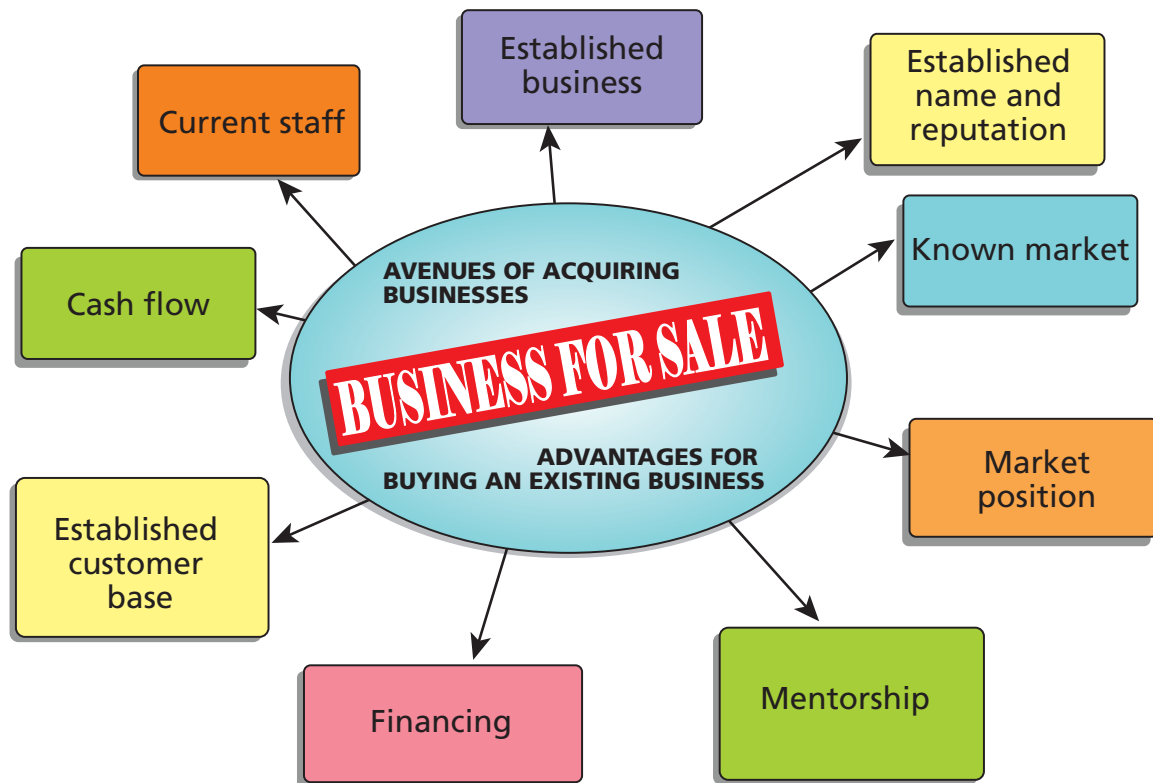 Established
business
Established
name and
reputation
Current staff
Known market
AVENUES OF ACQUIRING
BUSINESSES
Cash flow
BUSINESS FOR SALE
ADVANTAGES FOR
BUYING AN EXISTING BUSINESS
Market
position
Established
customer
base
Mentorship
Financing